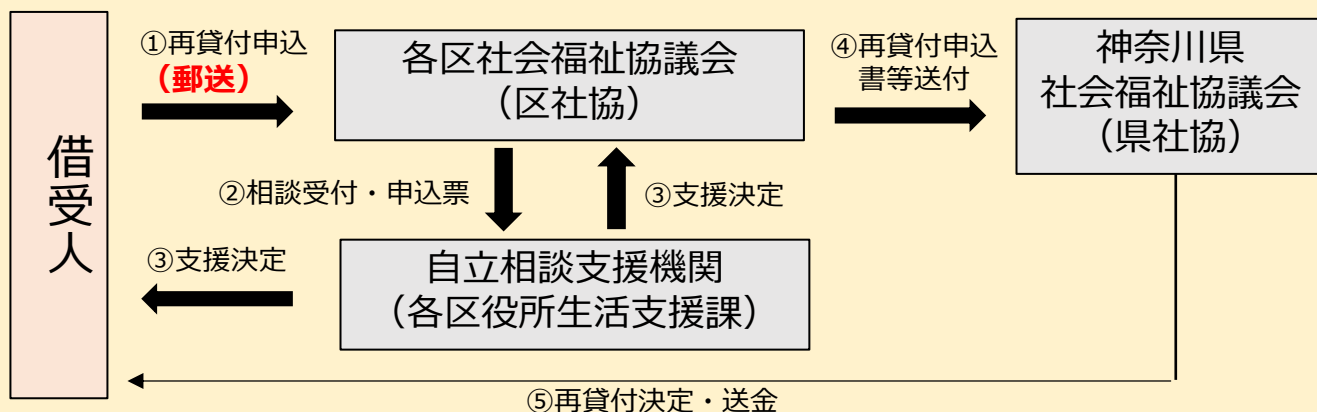 ①再貸付申込
（郵送）
各区社会福祉協議会
（区社協）
④再貸付申込
書等送付
神奈川県
社会福祉協議会
（県社協）
借受人
②相談受付・申込票
③支援決定
③支援決定
自立相談支援機関
（各区役所生活支援課）
⑤再貸付決定・送金